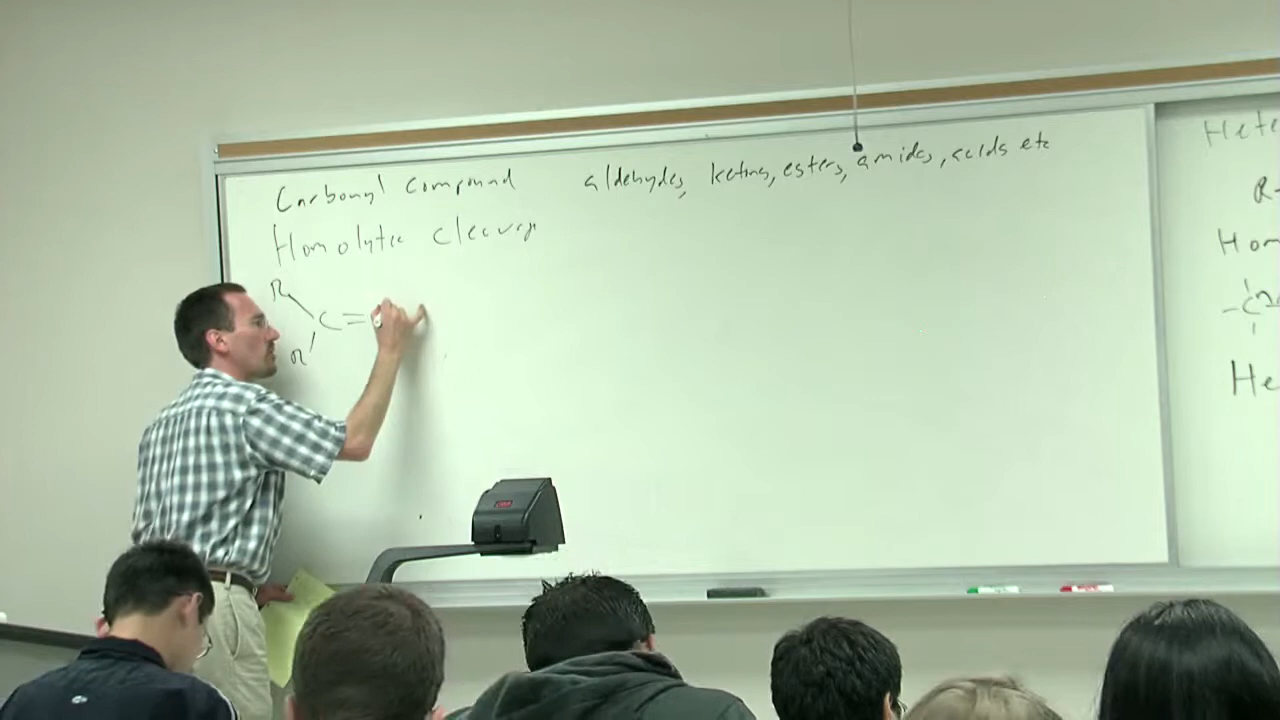 Carbonyl compound aldehydes, ketones, esters, amides, acids etc
Homolytic cleavage
R
C=
R'
Hete
R-
Hom
-C
He